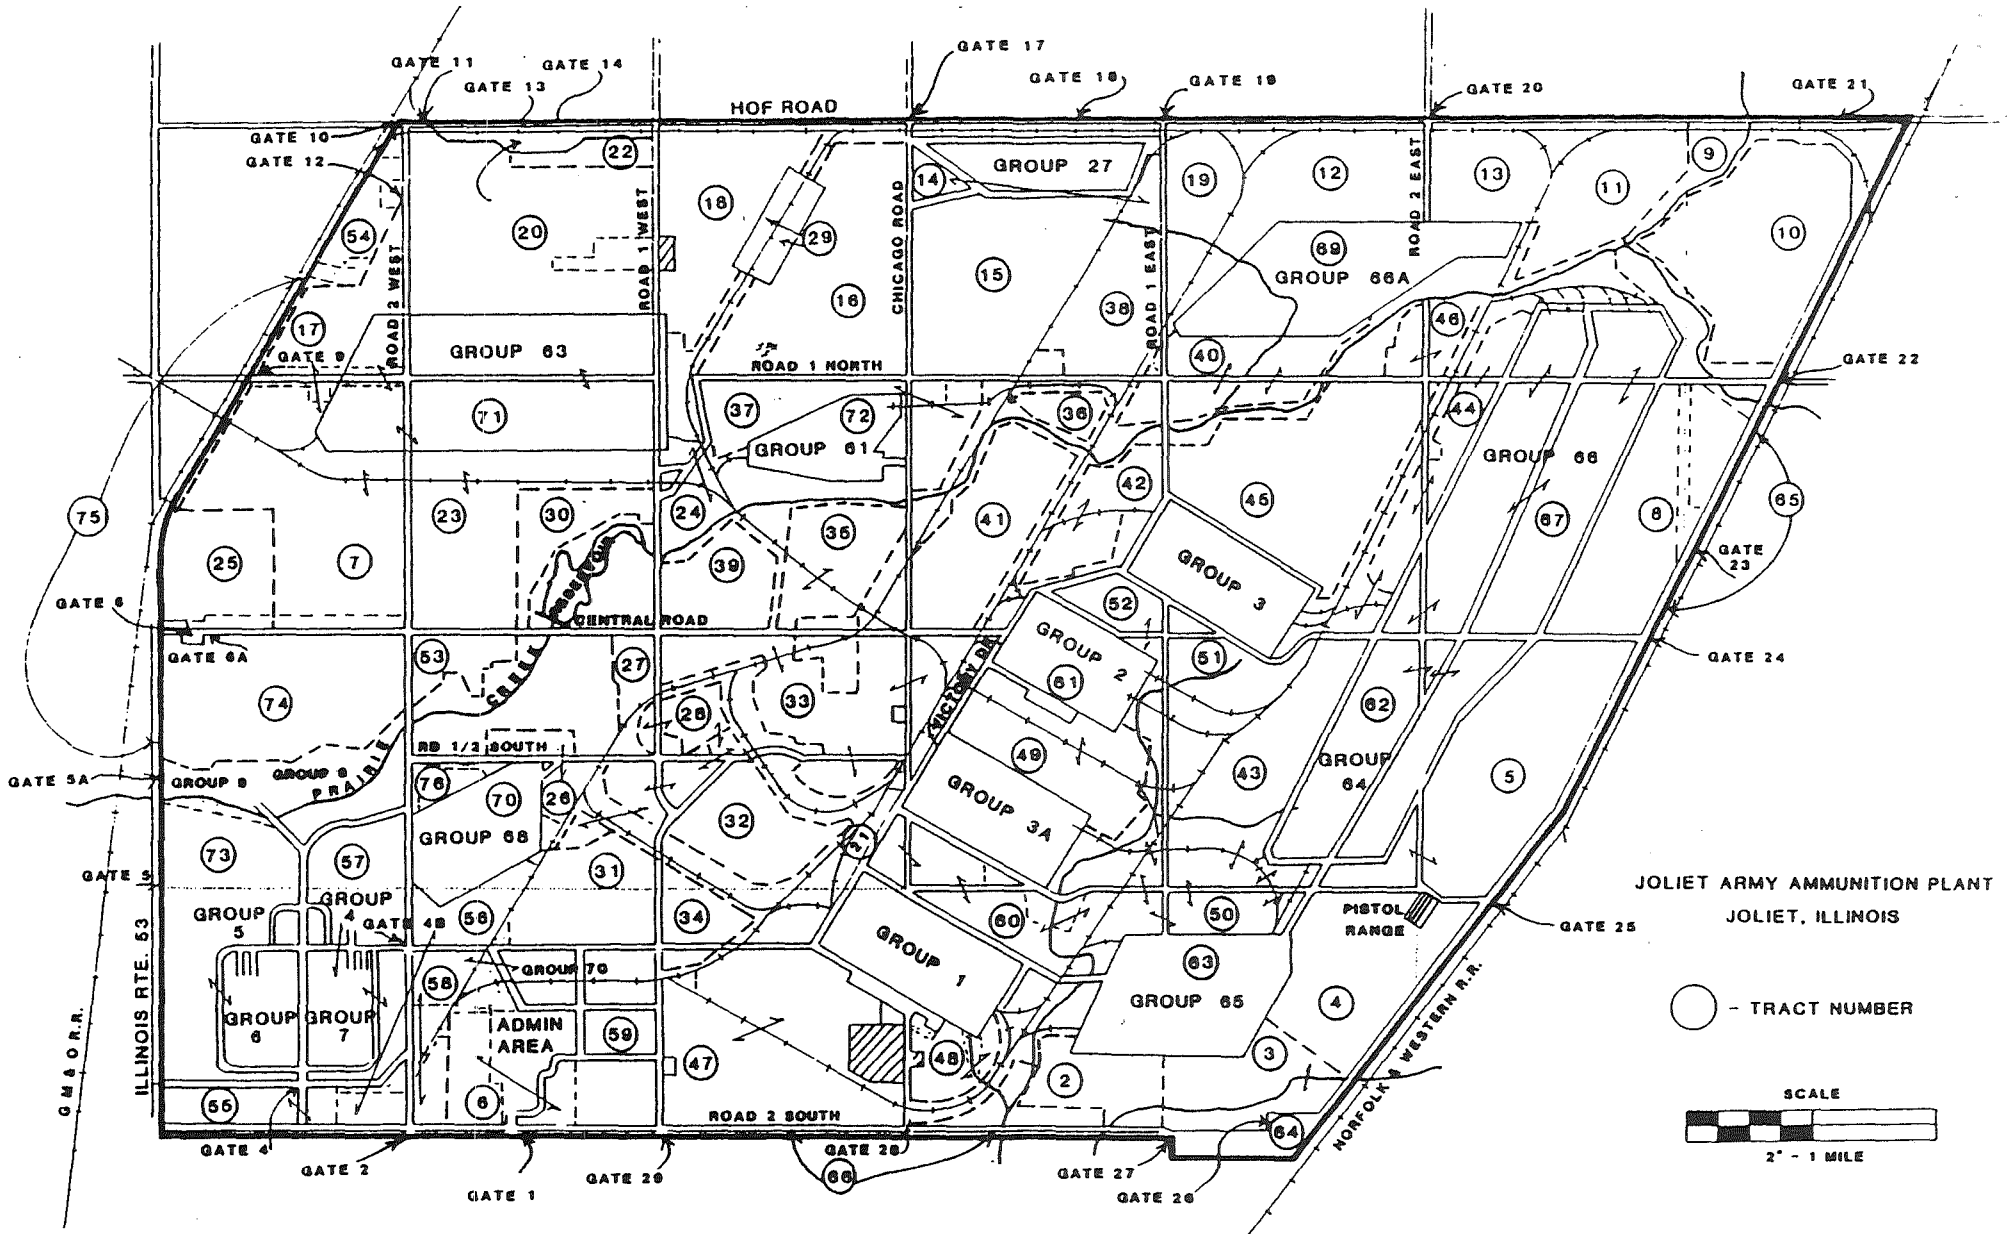 GATE 17
GATE 11
GATE 14
GATE 13
GATE 18
GATE 19
GATE 20
GATE 21
HOF ROAD
GATE 10
GATE 12
22
GROUP 27
14
19
12
13
11
9
18
29
20
54
ROAD 2 WEST
ROAD 1 WEST
CHICAGO ROAD
ROAD 1 EAST
ROAD 2 EAST
69
GROUP 66A
10
15
16
38
46
17
GATE 9
GROUP 63
ROAD 1 NORTH
40
GATE 22
71
37
72
GROUP 61
36
44
GROUP 66
75
23
30
24
35
41
42
45
67
8
65
25
7
RESERVOIR
39
GROUP 3
GATE
23
GATE 6
52
CENTRAL ROAD
GATE 6A
53
CREEK
27
VICTORY DR
GROUP 2
61
51
GATE 24
74
28
33
62
RD 1/2 SOUTH
49
43
GROUP
64
5
GATE 5A
GROUP 9
GROUP 8
PRAIRIE
76
70
26
GROUP 68
32
21
GROUP 3A
73
57
31
GATE 5
GROUP
5
GROUP
4
GATE 4B
56
34
60
50
PISTOL
RANGE
GATE 25
JOLIET ARMY AMMUNITION PLANT
JOLIET, ILLINOIS
GROUP 1
58
GROUP 70
63
GROUP 65
4
GROUP
6
GROUP
7
ADMIN
AREA
59
47
48
2
3
- TRACT NUMBER
G M & O R.R.
ILLINOIS RTE. 53
NORFOLK & WESTERN R.R.
55
6
ROAD 2 SOUTH
64
SCALE
2" - 1 MILE
GATE 4
GATE 2
GATE 1
GATE 29
GATE 28
66
GATE 27
GATE 26